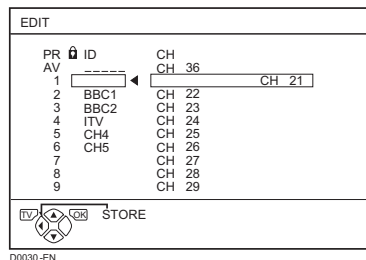 EDIT
PR ID CH
AV _ _ _ _ _ CH 36
1 CH 21
2 BBC1 CH 22
3 BBC2 CH 23
4 ITV CH 24
5 CH4 CH 25
6 CH5 CH 26
7 CH 27
8 CH 28
9 CH 29
TV OK STORE
D0030-EN